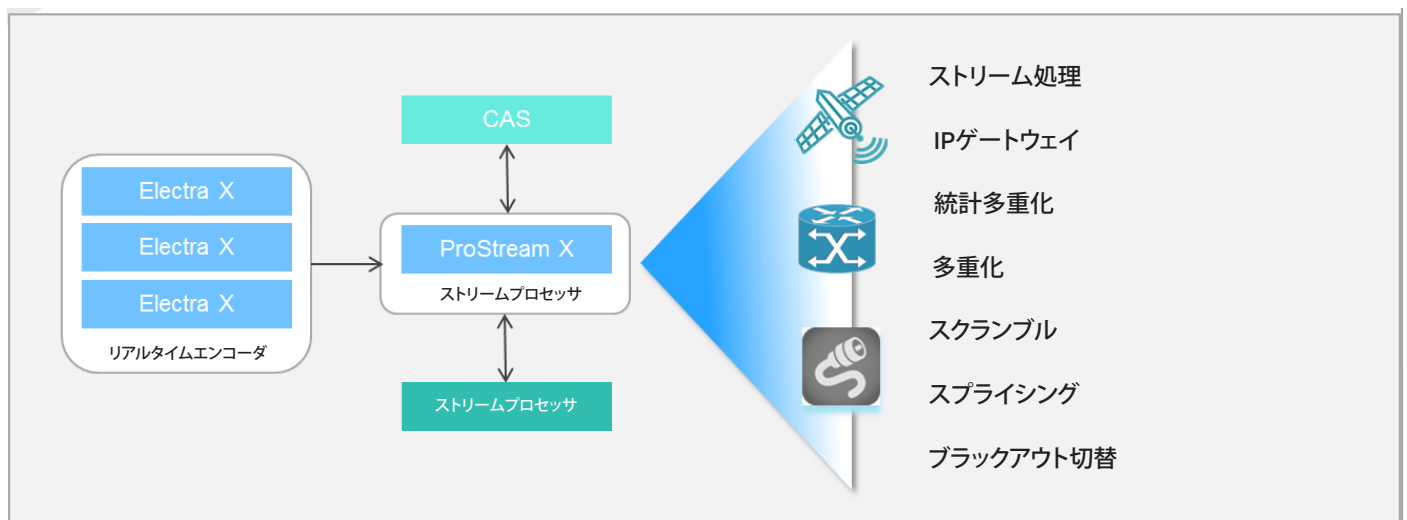 Electra X
Electra X
Electra X
リアルタイムエンコーダ
CAS
ProStream X
ストリームプロセッサ
ストリームプロセッサ
ストリーム処理
IPゲートウェイ
統計多重化
多重化
スクランブル
スプライシング
ブラックアウト切替